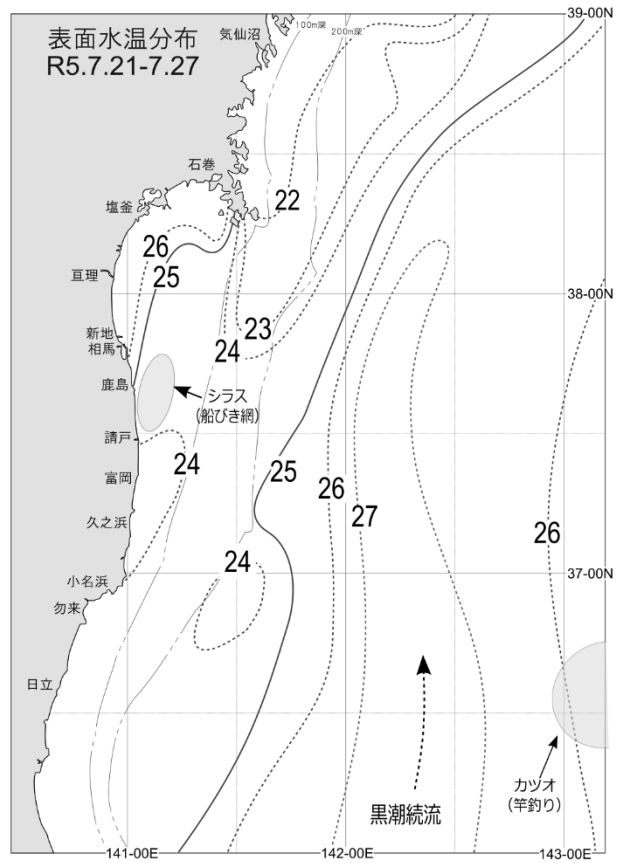 表面水温分布
R5.7.21-7.27
気仙沼
100m深
200m深
39-00N
石巻
塩釜
22
26
25
亘理
38-00N
新地
相馬
23
24
鹿島
シラス
(船びき網)
請戸
24
25
富岡
26
27
26
久之浜
24
37-00N
小名浜
勿来
日立
カツオ
(竿釣り)
黒潮続流
141-00E
142-00E
143-00E